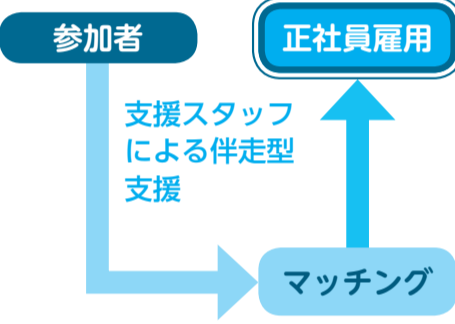 参加者
正社員雇用
支援スタッフ
による伴走型
支援
マッチング